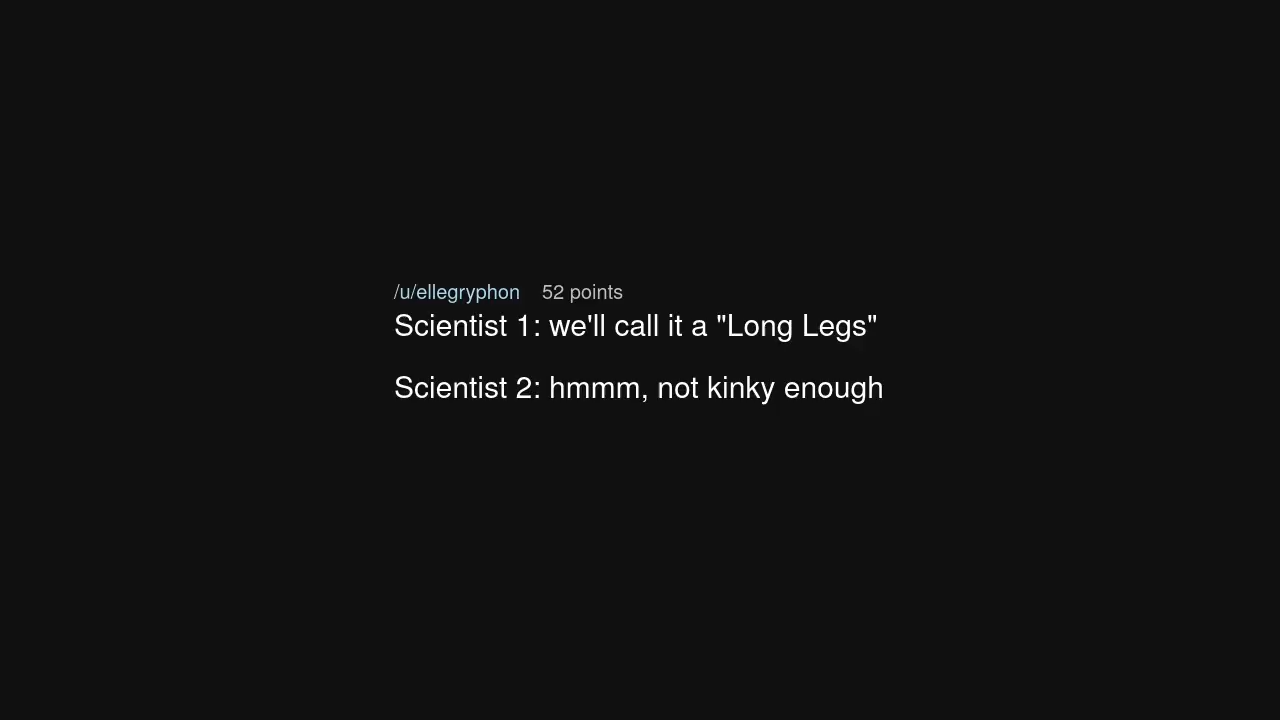 /u/ellegryphon 52 points
Scientist 1: we'll call it a "Long Legs"
Scientist 2: hmmm, not kinky enough